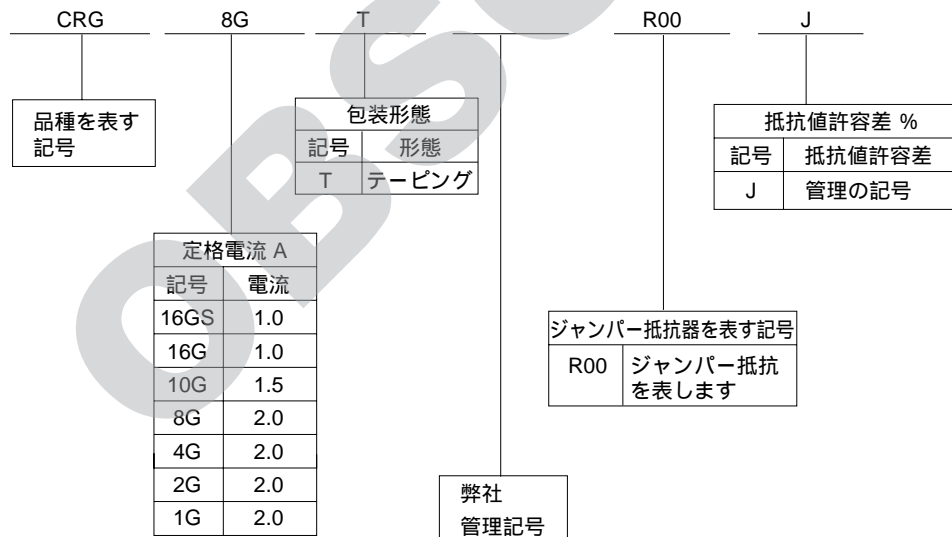 CRG 8G T R00 J
品種を表す
記号
包装形態
記号 形態
T テーピング
抵抗値許容差 %
記号 抵抗値許容差
J 管理の記号
定格電流 A
記号 電流
16GS 1.0
16G 1.0
10G 1.5
8G 2.0
4G 2.0
2G 2.0
1G 2.0
ジャンパー抵抗器を表す記号
R00 ジャンパー抵抗
を表します
弊社
管理記号